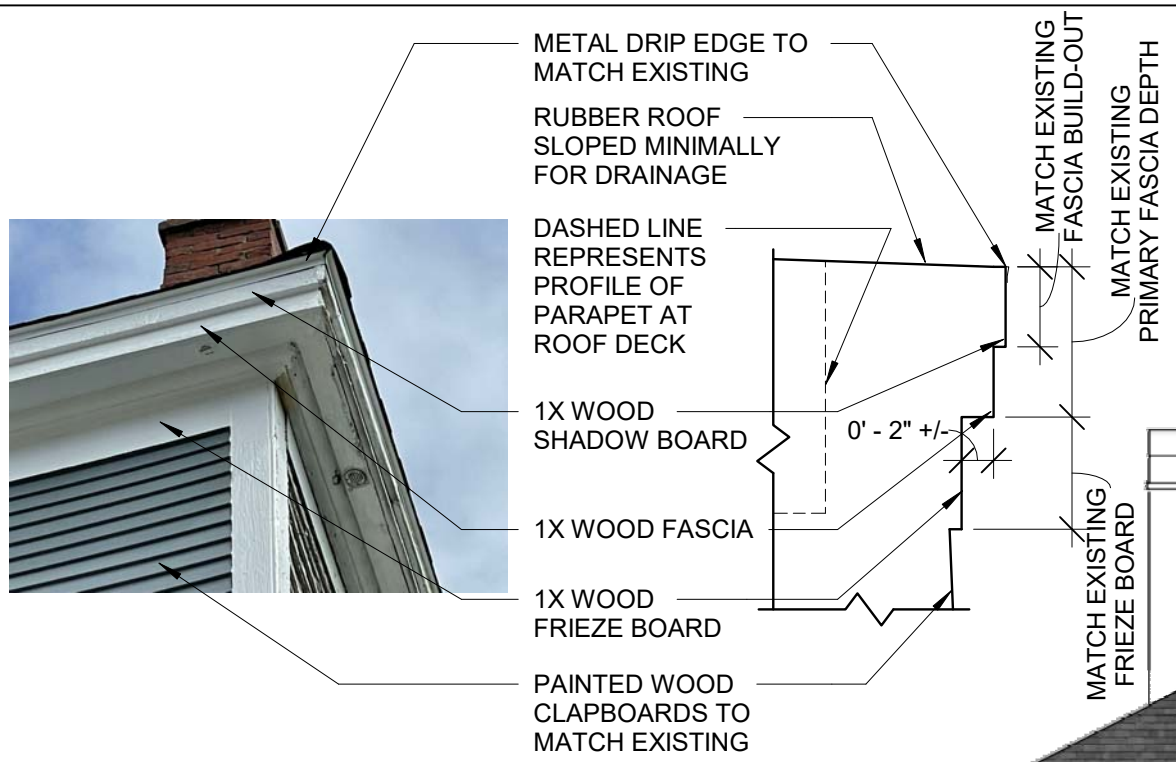 METAL DRIP EDGE TO
MATCH EXISTING
RUBBER ROOF
SLOPED MINIMALLY
FOR DRAINAGE
DASHED LINE
REPRESENTS
PROFILE OF
PARAPET AT
ROOF DECK
1X WOOD
SHADOW BOARD
0' - 2" +/-
1X WOOD FASCIA
1X WOOD
FRIEZE BOARD
PAINTED WOOD
CLAPBOARDS TO
MATCH EXISTING
MATCH EXISTING
FASCIA BUILD-OUT
MATCH EXISTING
PRIMARY FASCIA DEPTH
MATCH EXISTING
FRIEZE BOARD